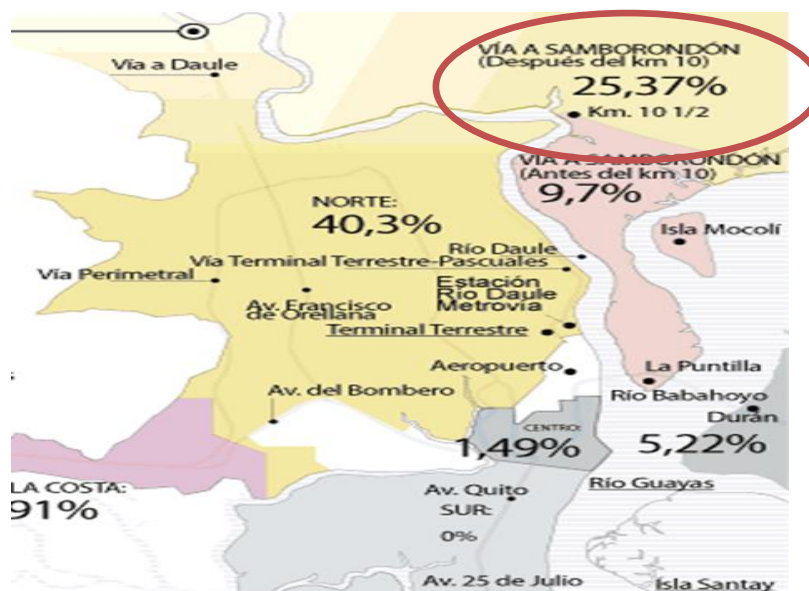 VÍA A SAMBORONDÓN
(Después del km 10)
25,37%
Km. 10 1/2
Vía a Daule
VÍA A SAMBORONDÓN
(Antes del km 10)
9,7%
NORTE:
40,3%
Isla Mocolí
Río Daule
Vía Terminal Terrestre-Pascuales
Vía Perimetral
Estación
Río Daule
Metrovía
Av. Francisco
de Orellana
Terminal Terrestre
Aeropuerto
La Puntilla
Av. del Bombero
Río Babahoyo
Durán
5,22%
CENTRO:
1,49%
LA COSTA:
91%
Av. Quito
Río Guayas
SUR:
0%
Av. 25 de Julio
Isla Santay